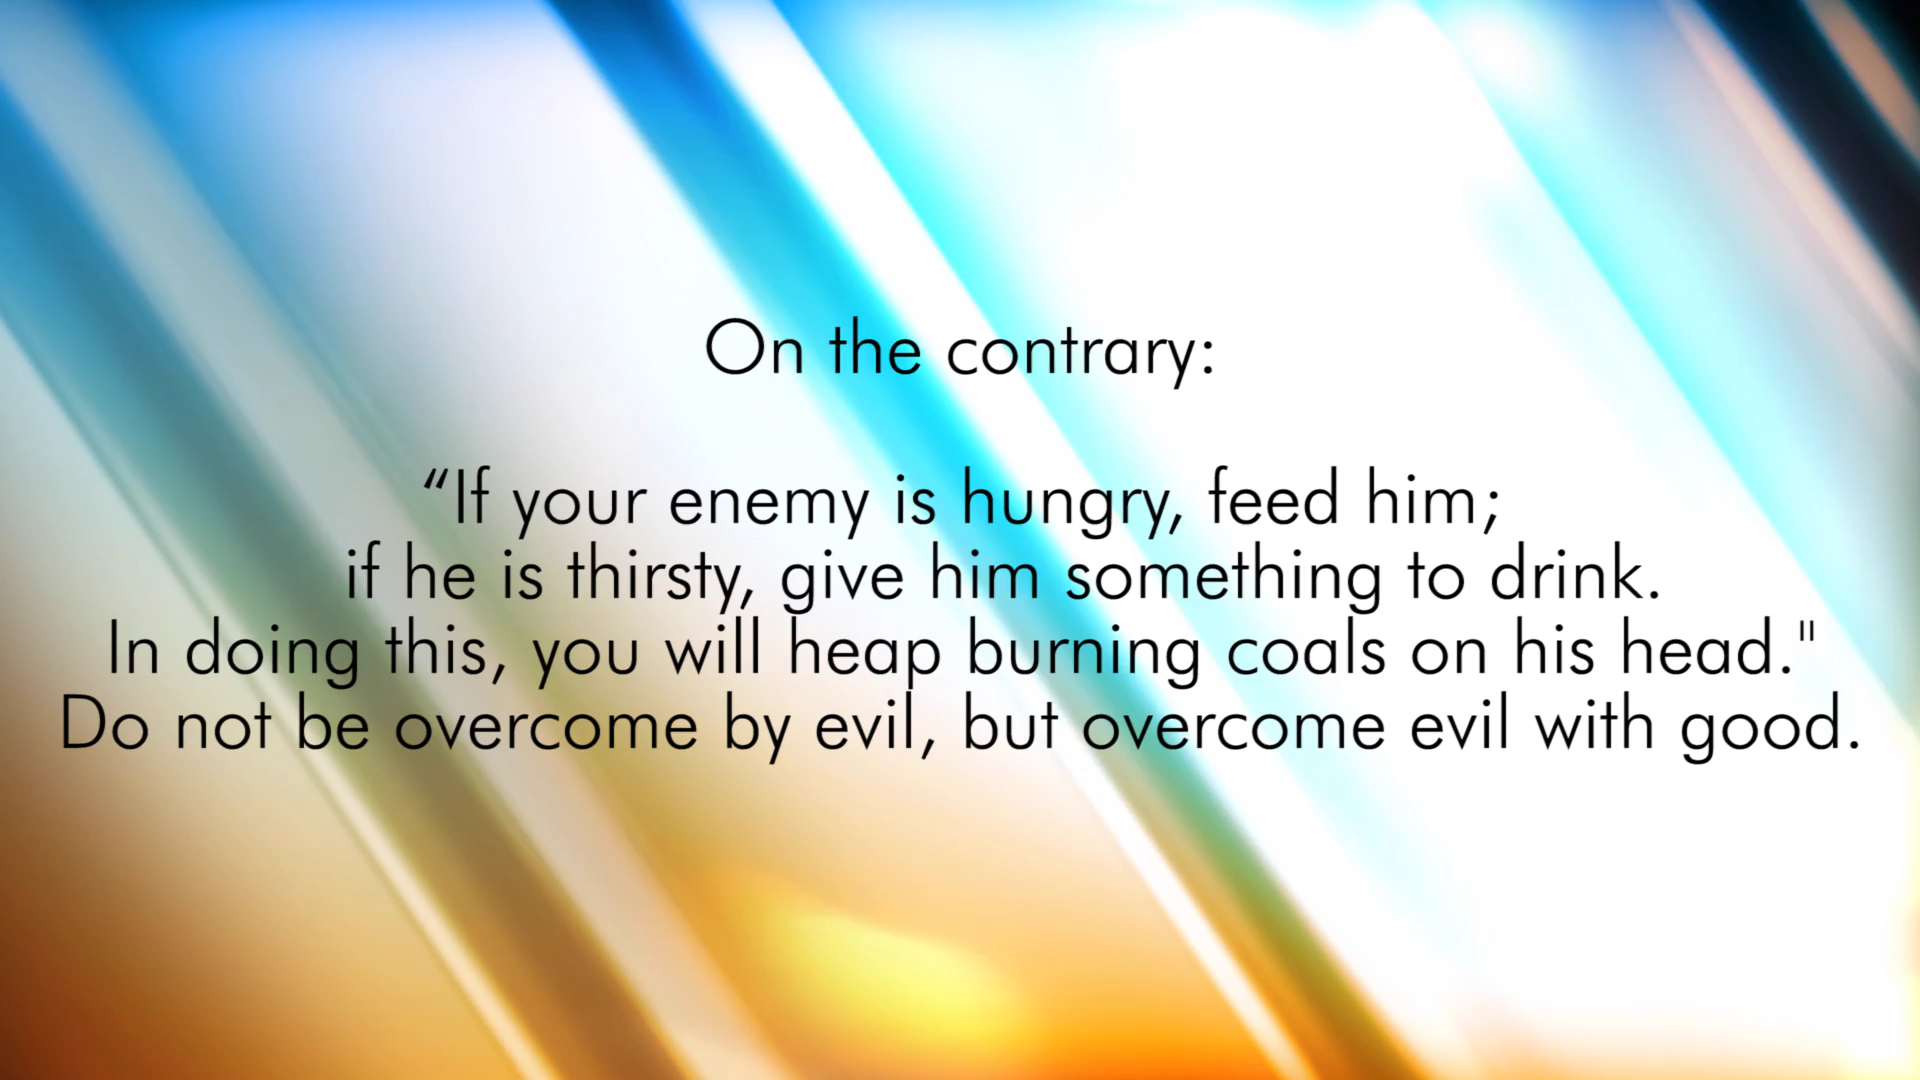 On the contrary:
“If your enemy is hungry, feed him;
if he is thirsty, give him something to drink.
In doing this, you will heap burning coals on his head."
Do not be overcome by evil, but overcome evil with good.